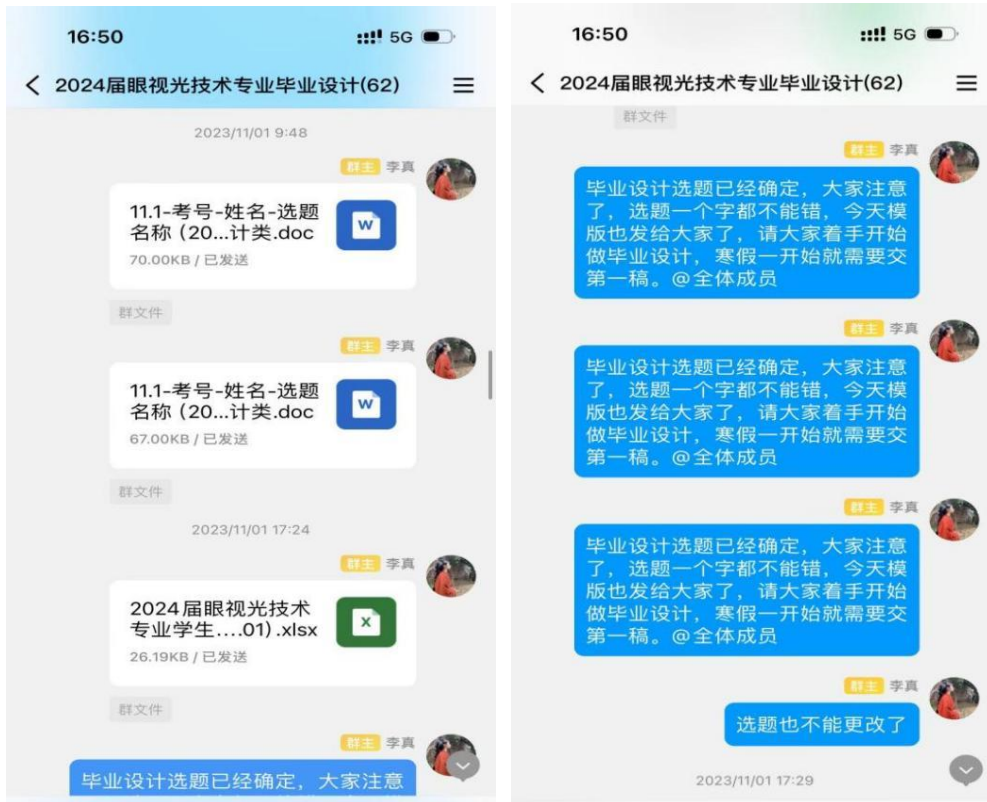 16:50
5G
2024届眼视光技术专业毕业设计(62)
2023/11/01 9:48
群主 李真
11.1-考号-姓名-选题
名称（20...计类.doc
70.00KB / 已发送
群文件
群主 李真
11.1-考号-姓名-选题
名称（20...计类.doc
67.00KB / 已发送
群文件
2023/11/01 17:24
群主 李真
2024届眼视光技术
专业学生....01）.xlsx
26.19KB / 已发送
群文件
群主 李真
毕业设计选题已经确定，大家注意
16:50
5G
2024届眼视光技术专业毕业设计(62)
群文件
群主 李真
毕业设计选题已经确定，大家注意
了，选题一个字都不能错，今天模
版也发给大家了，请大家着手开始
做毕业设计，寒假一开始就需要交
第一稿。@全体成员
群主 李真
毕业设计选题已经确定，大家注意
了，选题一个字都不能错，今天模
版也发给大家了，请大家着手开始
做毕业设计，寒假一开始就需要交
第一稿。@全体成员
群主 李真
毕业设计选题已经确定，大家注意
了，选题一个字都不能错，今天模
版也发给大家了，请大家着手开始
做毕业设计，寒假一开始就需要交
第一稿。@全体成员
群主 李真
选题也不能更改了
2023/11/01 17:29